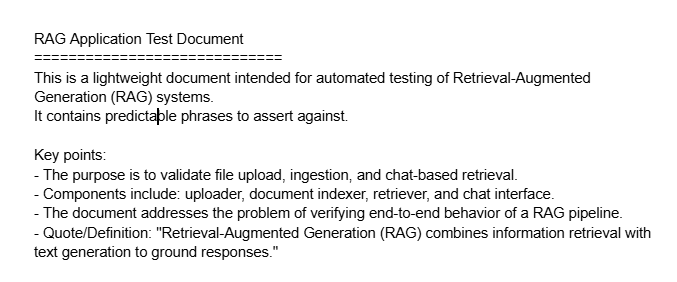 RAG Application Test Document
==============================
This is a lightweight document intended for automated testing of Retrieval-Augmented
Generation (RAG) systems.
It contains predictable phrases to assert against.

Key points:
- The purpose is to validate file upload, ingestion, and chat-based retrieval.
- Components include: uploader, document indexer, retriever, and chat interface.
- The document addresses the problem of verifying end-to-end behavior of a RAG pipeline.
- Quote/Definition: "Retrieval-Augmented Generation (RAG) combines information retrieval with
text generation to ground responses."